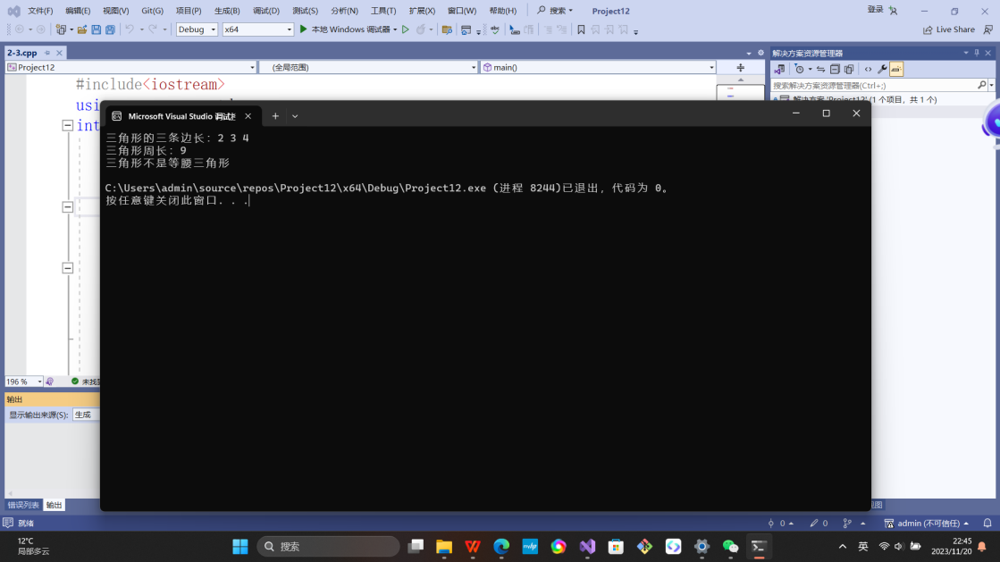 文件(F) 编辑(E) 视图(V) Git(G) 项目(P) 生成(B) 调试(D) 测试(S) 分析(N) 工具(T) 扩展(X) 窗口(W) 帮助(H) 搜索 Project12 登录
Debug x64 本地 Windows 调试器 Live Share
2-3.cpp 解决方案资源管理器
Project12 (全局范围) main()
#include<iostream> 搜索解决方案资源管理器(Ctrl+;)
usi 解决方案 'Project12' (1 个项目，共 1 个)
int
Microsoft Visual Studio 调试
三角形的三条边长：2 3 4
三角形周长：9
三角形不是等腰三角形
C:\Users\admin\source\repos\Project12\x64\Debug\Project12.exe (进程 8244)已退出，代码为 0。
按任意键关闭此窗口. . .
196 % 未找
输出
显示输出来源(S): 生成
错误列表 输出
就绪 0 0 admin (不可信任)
12°C
局部多云
搜索
英
22:45
2023/11/20